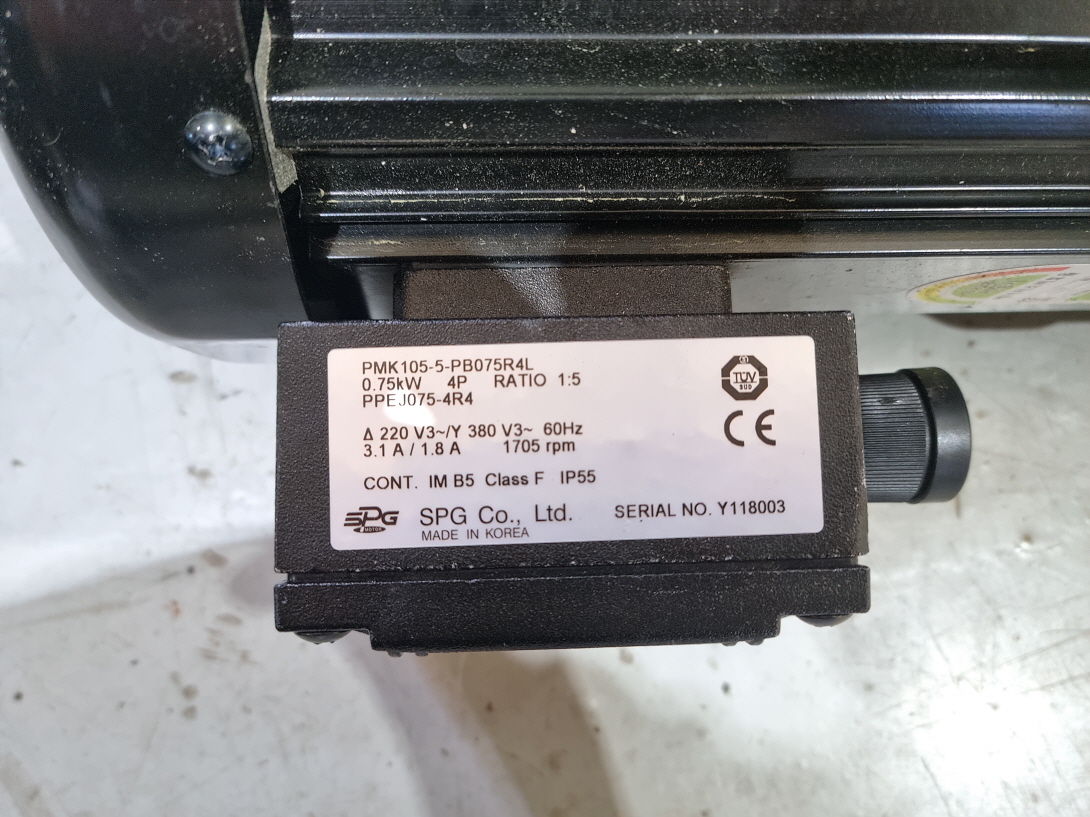 PMK105-5-PB075R4L
0.75kW 4P RATIO 1:5
PPEJ075-4R4
Δ 220 V3~/Y 380 V3~ 60Hz
3.1 A / 1.8 A 1705 rpm
CONT. IM B5 Class F IP55
TÜV
SÜD
CE
SPG
MOTOR
SPG Co., Ltd.
MADE IN KOREA
SERIAL NO. Y118003